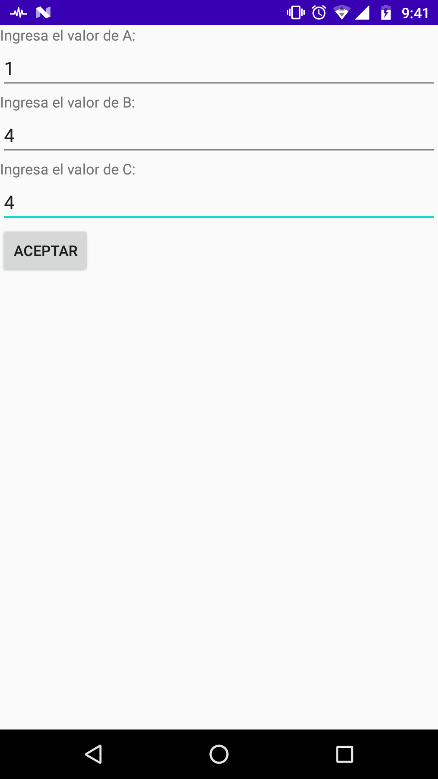 9:41
Ingresa el valor de A:
1
Ingresa el valor de B:
4
Ingresa el valor de C:
4
ACEPTAR